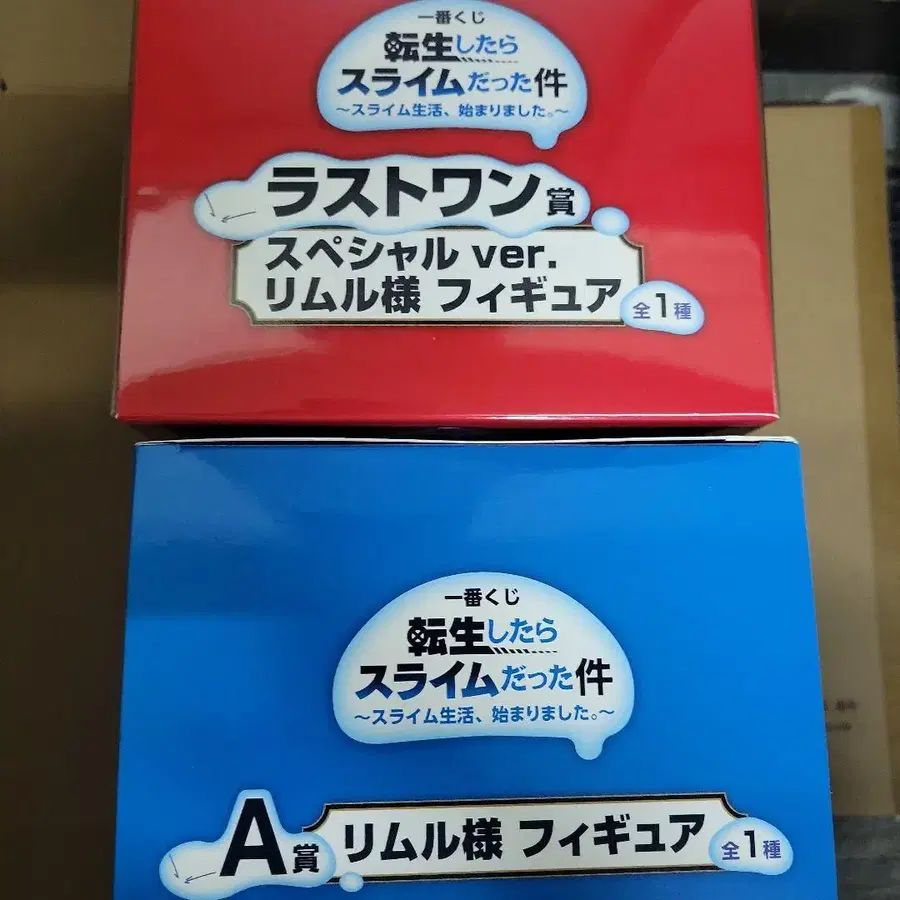 一番くじ
転生したら
スライムだった件
～スライム生活、始まりました。～
ラストワン賞
スペシャル ver.
リムル様 フィギュア
全1種
一番くじ
転生したら
スライムだった件
～スライム生活、始まりました。～
A賞
リムル様 フィギュア
全1種